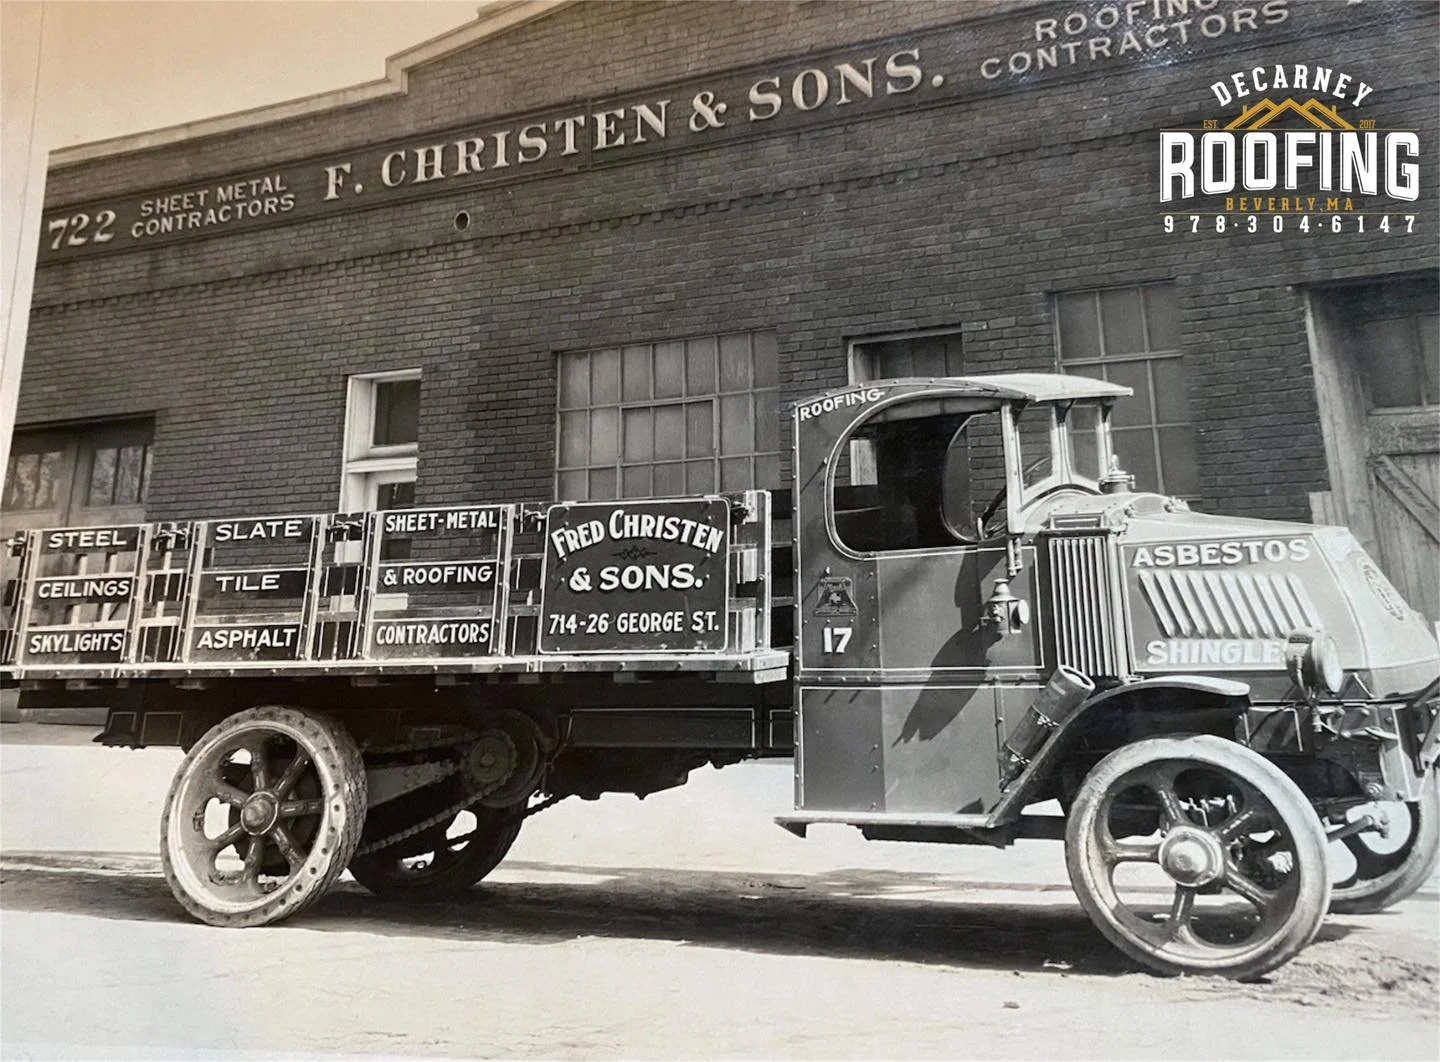 ROOFING
CONTRACTORS
722
SHEET METAL
CONTRACTORS
F. CHRISTEN & SONS.
DECARNEY
EST. 2017
ROOFING
BEVERLY, MA
978·304·6147
ROOFING
STEEL
CEILINGS
SKYLIGHTS
SLATE
TILE
ASPHALT
SHEET-METAL
& ROOFING
CONTRACTORS
FRED CHRISTEN
& SONS.
714-26 GEORGE ST.
17
ASBESTOS
SHINGLE